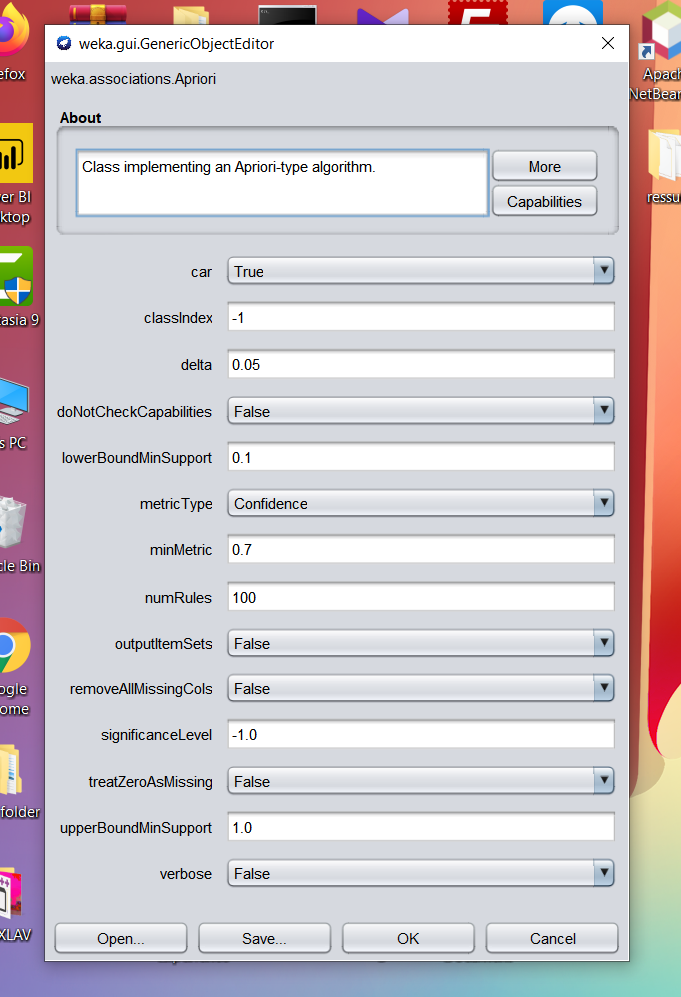 weka.gui.GenericObjectEditor
weka.associations.Apriori
About
Class implementing an Apriori-type algorithm.
More
Capabilities
car True
classIndex -1
delta 0.05
doNotCheckCapabilities False
lowerBoundMinSupport 0.1
metricType Confidence
minMetric 0.7
numRules 100
outputItemSets False
removeAllMissingCols False
significanceLevel -1.0
treatZeroAsMissing False
upperBoundMinSupport 1.0
verbose False
Open... Save... OK Cancel
efox
er BI
ktop
tasia 9
s PC
cle Bin
ogle
ome
folder
XLAV
Apac
NetBean
ressu